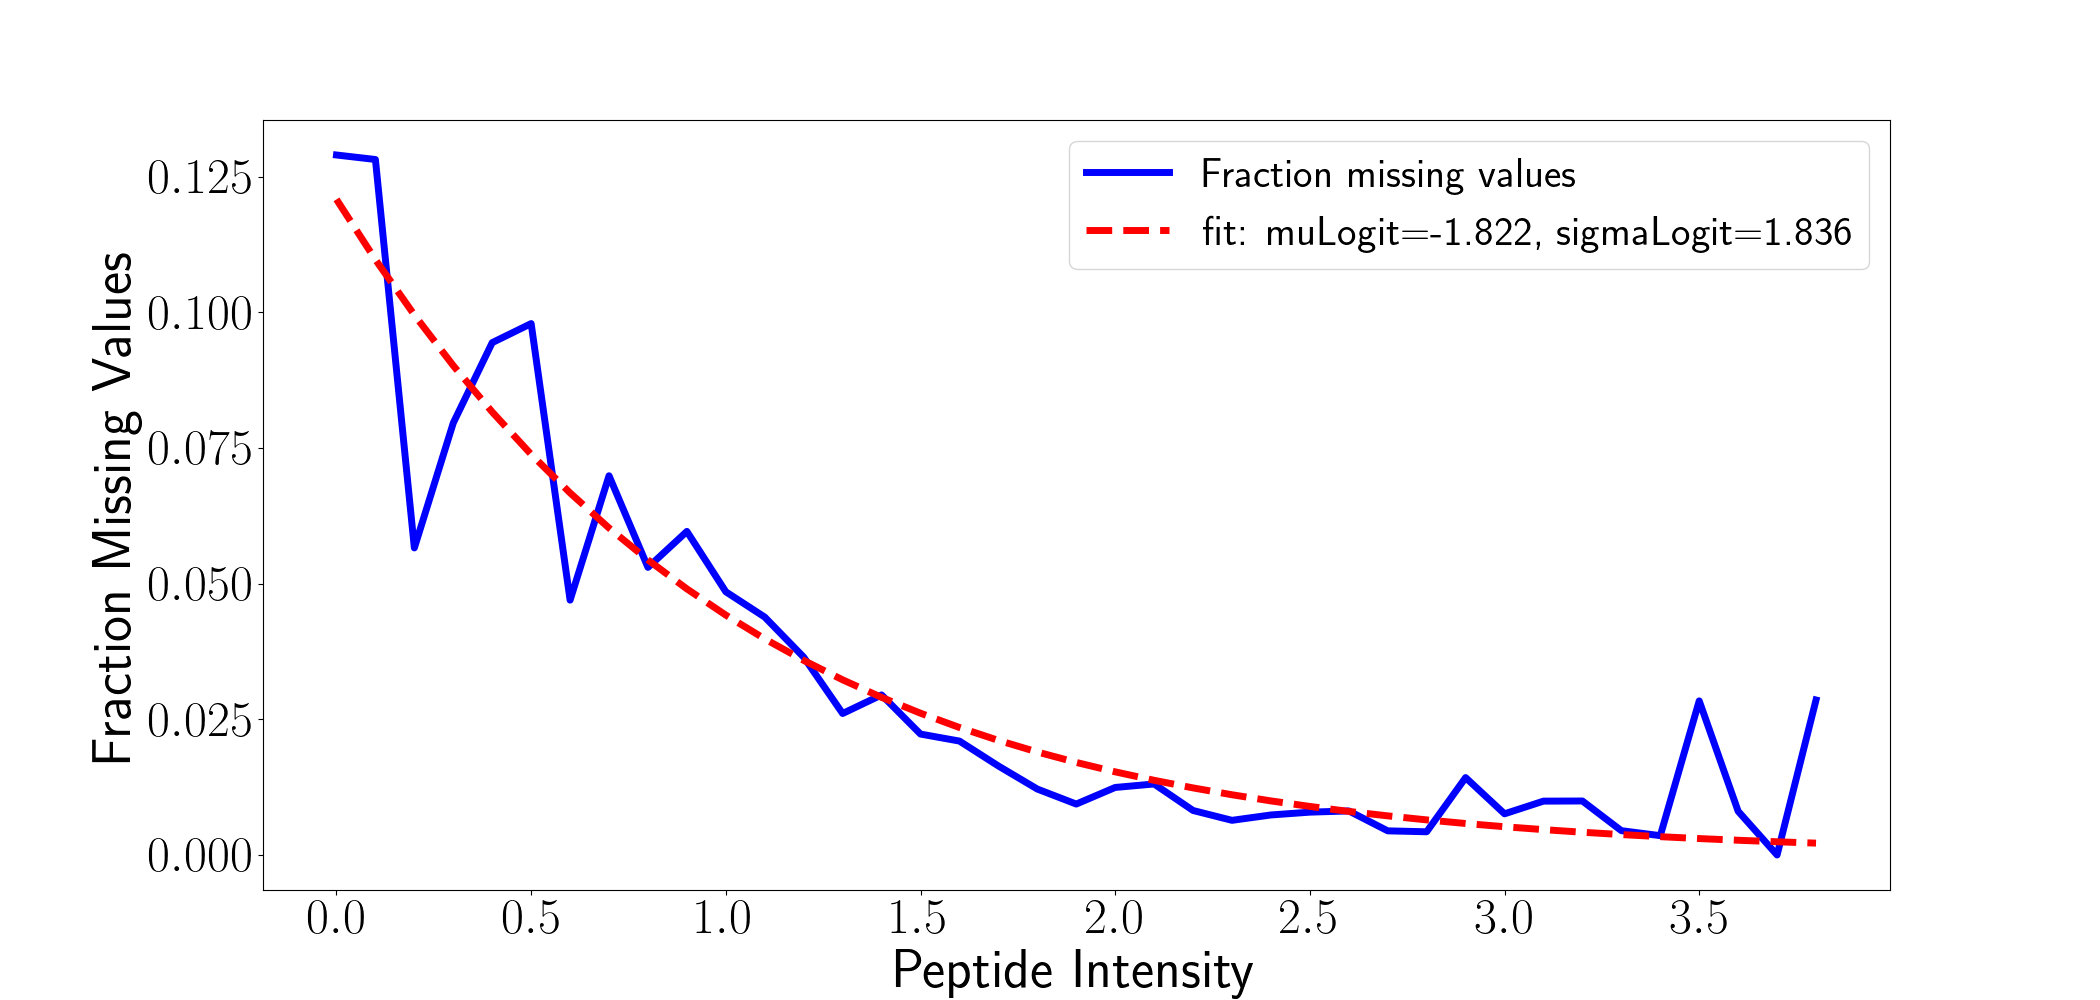 Fraction missing values
fit: muLogit=-1.822, sigmaLogit=1.836
Fraction Missing Values
0.125
0.100
0.075
0.050
0.025
0.000
0.0 0.5 1.0 1.5 2.0 2.5 3.0 3.5
Peptide Intensity